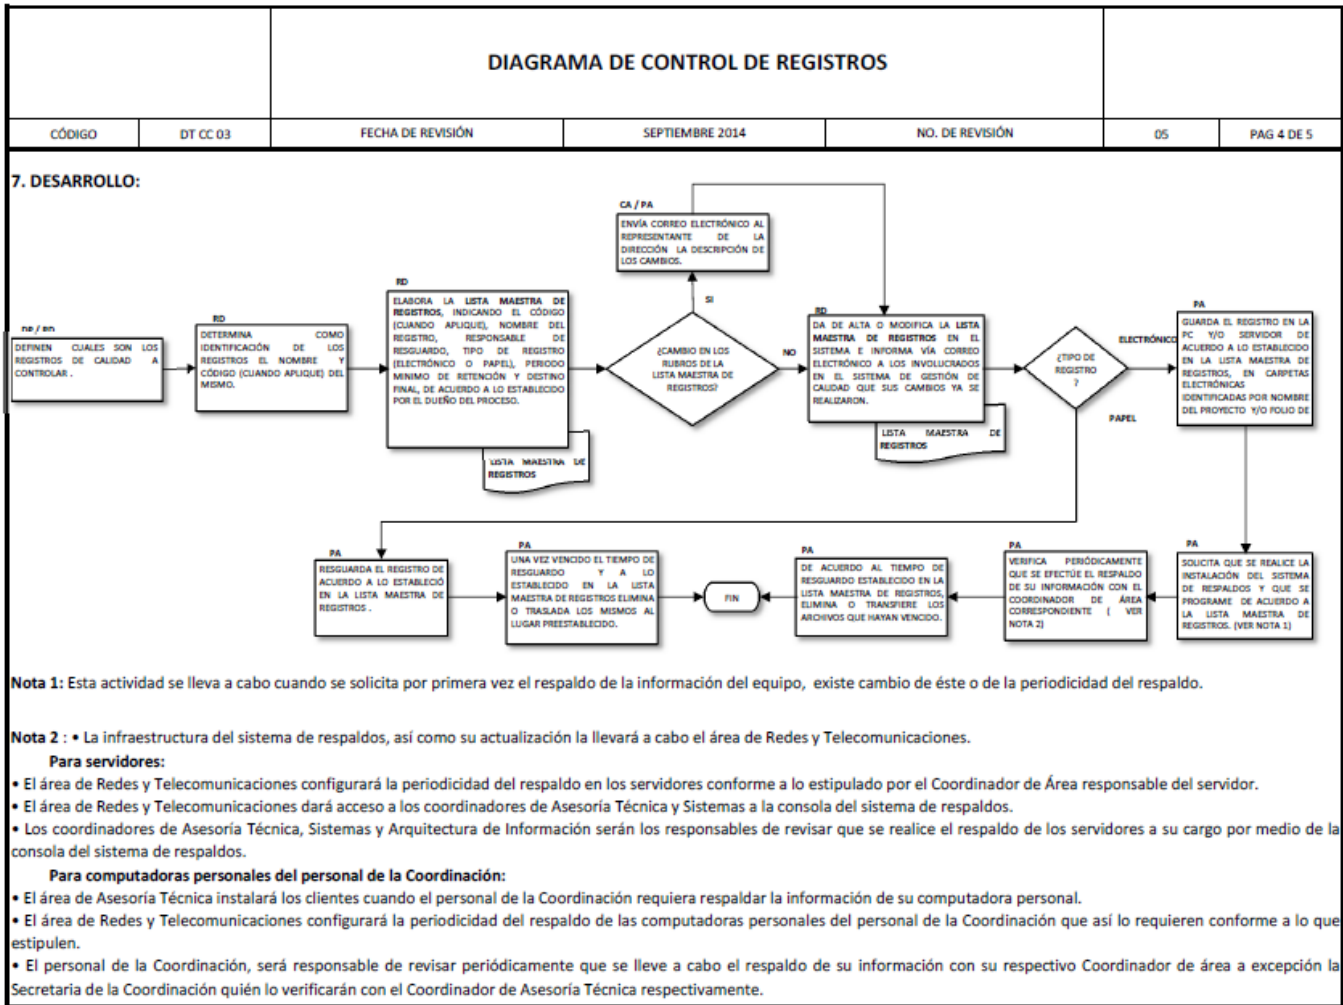 DIAGRAMA DE CONTROL DE REGISTROS
CÓDIGO
DT CC 03
FECHA DE REVISIÓN
SEPTIEMBRE 2014
NO. DE REVISIÓN
05
PAG 4 DE 5
7. DESARROLLO:
DEFINEN CUALES SON LOS
REGISTROS DE CALIDAD A
CONTROLAR .
RD
DETERMINA COMO
IDENTIFICACIÓN DE LOS
REGISTROS EL NOMBRE Y
CÓDIGO (CUANDO APLIQUE) DEL
MISMO.
RD
ELABORA LA LISTA MAESTRA DE
REGISTROS, INDICANDO EL CÓDIGO
(CUANDO APLIQUE), NOMBRE DEL
REGISTRO, RESPONSABLE DE
RESGUARDO, TIPO DE REGISTRO
(ELECTRÓNICO O PAPEL), PERIODO
MINIMO DE RETENCIÓN Y DESTINO
FINAL, DE ACUERDO A LO ESTABLECIDO
POR EL DUEÑO DEL PROCESO.
LISTA MAESTRA DE
REGISTROS
CA / PA
ENVÍA CORREO ELECTRÓNICO AL
REPRESENTANTE DE LA
DIRECCIÓN LA DESCRIPCIÓN DE
LOS CAMBIOS.
SI
¿CAMBIO EN LOS
RUBROS DE LA
LISTA MAESTRA DE
REGISTROS?
NO
RD
DA DE ALTA O MODIFICA LA LISTA
MAESTRA DE REGISTROS EN EL
SISTEMA E INFORMA VÍA CORREO
ELECTRÓNICO A LOS INVOLUCRADOS
EN EL SISTEMA DE GESTIÓN DE
CALIDAD QUE SUS CAMBIOS YA SE
REALIZARON.
LISTA MAESTRA DE
REGISTROS
¿TIPO DE
REGISTRO
?
ELECTRÓNICO
PAPEL
PA
GUARDA EL REGISTRO EN LA
PC Y/O SERVIDOR DE
ACUERDO A LO ESTABLECIDO
EN LA LISTA MAESTRA DE
REGISTROS, EN CARPETAS
ELECTRÓNICAS
IDENTIFICADAS POR NOMBRE
DEL PROYECTO Y/O FOLIO DE
PA
RESGUARDA EL REGISTRO DE
ACUERDO A LO ESTABLECIÓ
EN LA LISTA MAESTRA DE
REGISTROS .
PA
UNA VEZ VENCIDO EL TIEMPO DE
RESGUARDO Y A LO
ESTABLECIDO EN LA LISTA
MAESTRA DE REGISTROS ELIMINA
O TRASLADA LOS MISMOS AL
LUGAR PREESTABLECIDO.
FIN
PA
DE ACUERDO AL TIEMPO DE
RESGUARDO ESTABLECIDO EN LA
LISTA MAESTRA DE REGISTROS,
ELIMINA O TRANSFIERE LOS
ARCHIVOS QUE HAYAN VENCIDO.
PA
VERIFICA PERIÓDICAMENTE
QUE SE EFECTÚE EL RESPALDO
DE SU INFORMACIÓN CON EL
COORDINADOR DE ÁREA
CORRESPONDIENTE ( VER
NOTA 2)
PA
SOLICITA QUE SE REALICE LA
INSTALACIÓN DEL SISTEMA
DE RESPALDOS Y QUE SE
PROGRAME DE ACUERDO A
LA LISTA MAESTRA DE
REGISTROS. (VER NOTA 1)
Nota 1: Esta actividad se lleva a cabo cuando se solicita por primera vez el respaldo de la información del equipo, existe cambio de éste o de la periodicidad del respaldo.
Nota 2 : • La infraestructura del sistema de respaldos, así como su actualización la llevará a cabo el área de Redes y Telecomunicaciones.
Para servidores:
• El área de Redes y Telecomunicaciones configurará la periodicidad del respaldo en los servidores conforme a lo estipulado por el Coordinador de Área responsable del servidor.
• El área de Redes y Telecomunicaciones dará acceso a los coordinadores de Asesoría Técnica y Sistemas a la consola del sistema de respaldos.
• Los coordinadores de Asesoría Técnica, Sistemas y Arquitectura de Información serán los responsables de revisar que se realice el respaldo de los servidores a su cargo por medio de la
consola del sistema de respaldos.
Para computadoras personales del personal de la Coordinación:
• El área de Asesoría Técnica instalará los clientes cuando el personal de la Coordinación requiera respaldar la información de su computadora personal.
• El área de Redes y Telecomunicaciones configurará la periodicidad del respaldo de las computadoras personales del personal de la Coordinación que así lo requieren conforme a lo que
estipulen.
• El personal de la Coordinación, será responsable de revisar periódicamente que se lleve a cabo el respaldo de su información con su respectivo Coordinador de área a excepción la
Secretaria de la Coordinación quién lo verificarán con el Coordinador de Asesoría Técnica respectivamente.